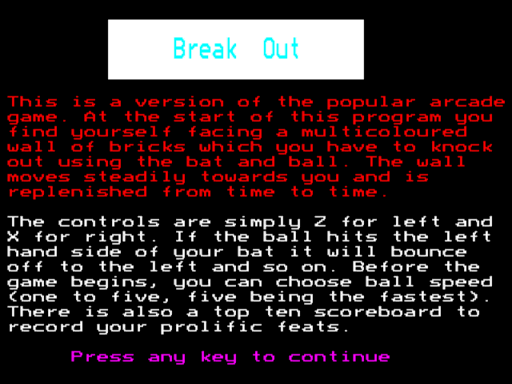 Break Out
This is a version of the popular arcade
game. At the start of this program you
find yourself facing a multicoloured
wall of bricks which you have to knock
out using the bat and ball. The wall
moves steadily towards you and is
replenished from time to time.
The controls are simply Z for left and
X for right. If the ball hits the left
hand side of your bat it will bounce
off to the left and so on. Before the
game begins, you can choose ball speed
(one to five, five being the fastest).
There is also a top ten scoreboard to
record your prolific feats.
Press any key to continue